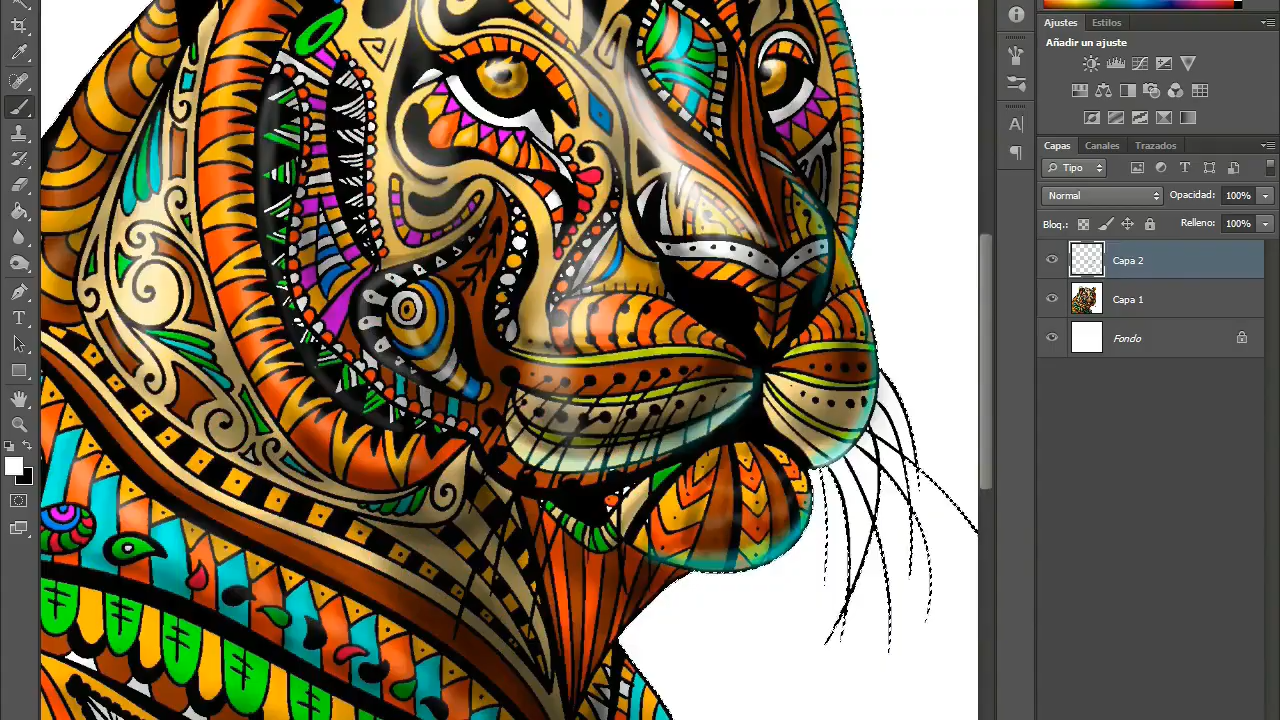 Ajustes Estilos
Añadir un ajuste
Capas Canales Trazados
Tipo
Normal Opacidad: 100%
Bloq.: Relleno: 100%
Capa 2
Capa 1
Fondo